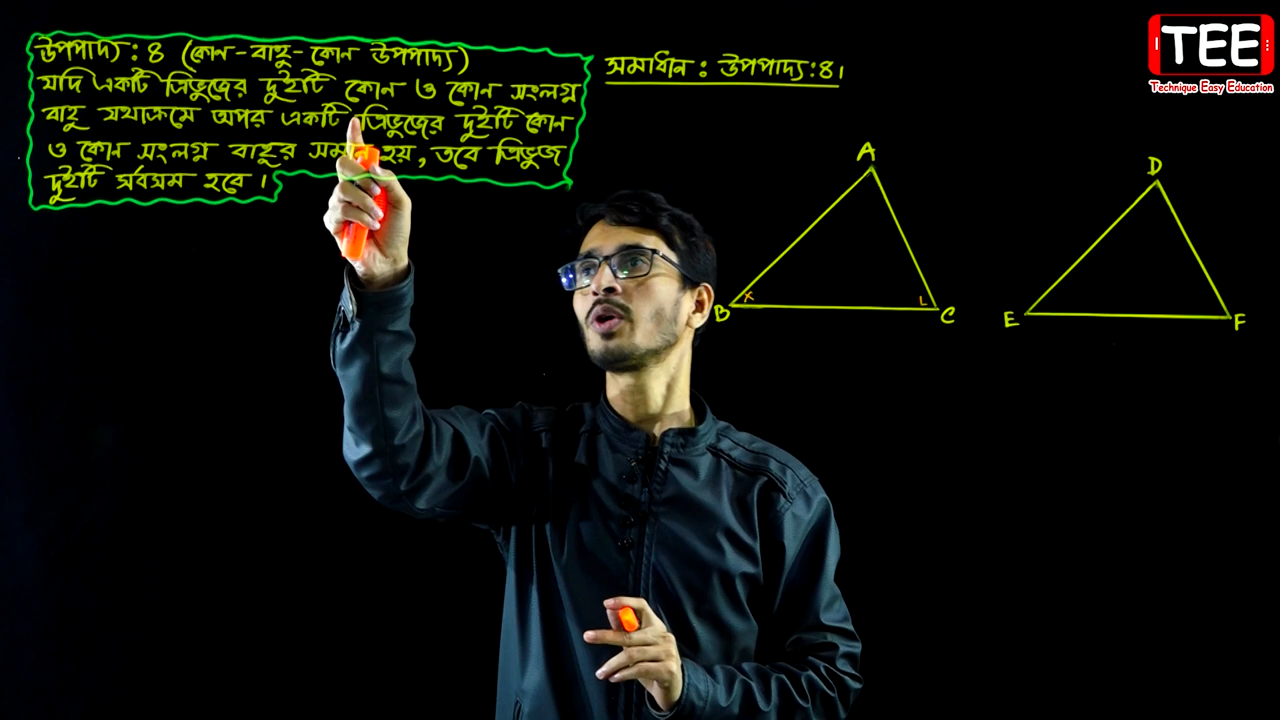 উপপাদ্য: ৪ (কোন-বাহু-কোন উপপাদ্য)
যদি একটি ত্রিভুজের দুইটি কোন ও কোন সংলগ্ন
বাহু যথাক্রমে অপর একটি ত্রিভুজের দুইটি কোন
ও কোন সংলগ্ন বাহুর সমান হয়, তবে ত্রিভুজ
দুইটি সর্বসম হবে।
সমাধান: উপপাদ্য:৪।
A
B
C
x
L
D
E
F
TEE
Technique Easy Education